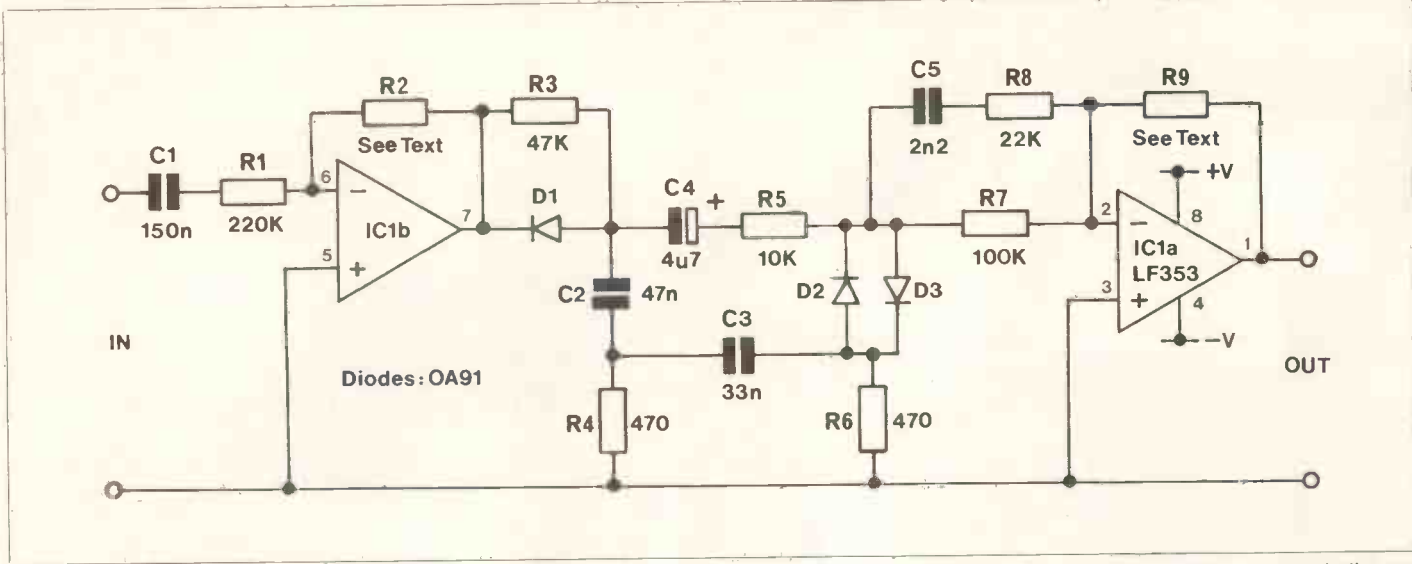 C5
R8
R2
R3
R9
See Text
47K
2n2
22K
See Text
+V
C1
R1
C4
+
R5
R7
8
6
−
D1
2
−
IC1b
7
IC1a
1
150n
220K
4u7
10K
100K
LF353
5
+
C2
47n
D2
D3
3
+
4
C3
−V
IN
Diodes: OA91
33n
OUT
R4
470
R6
470